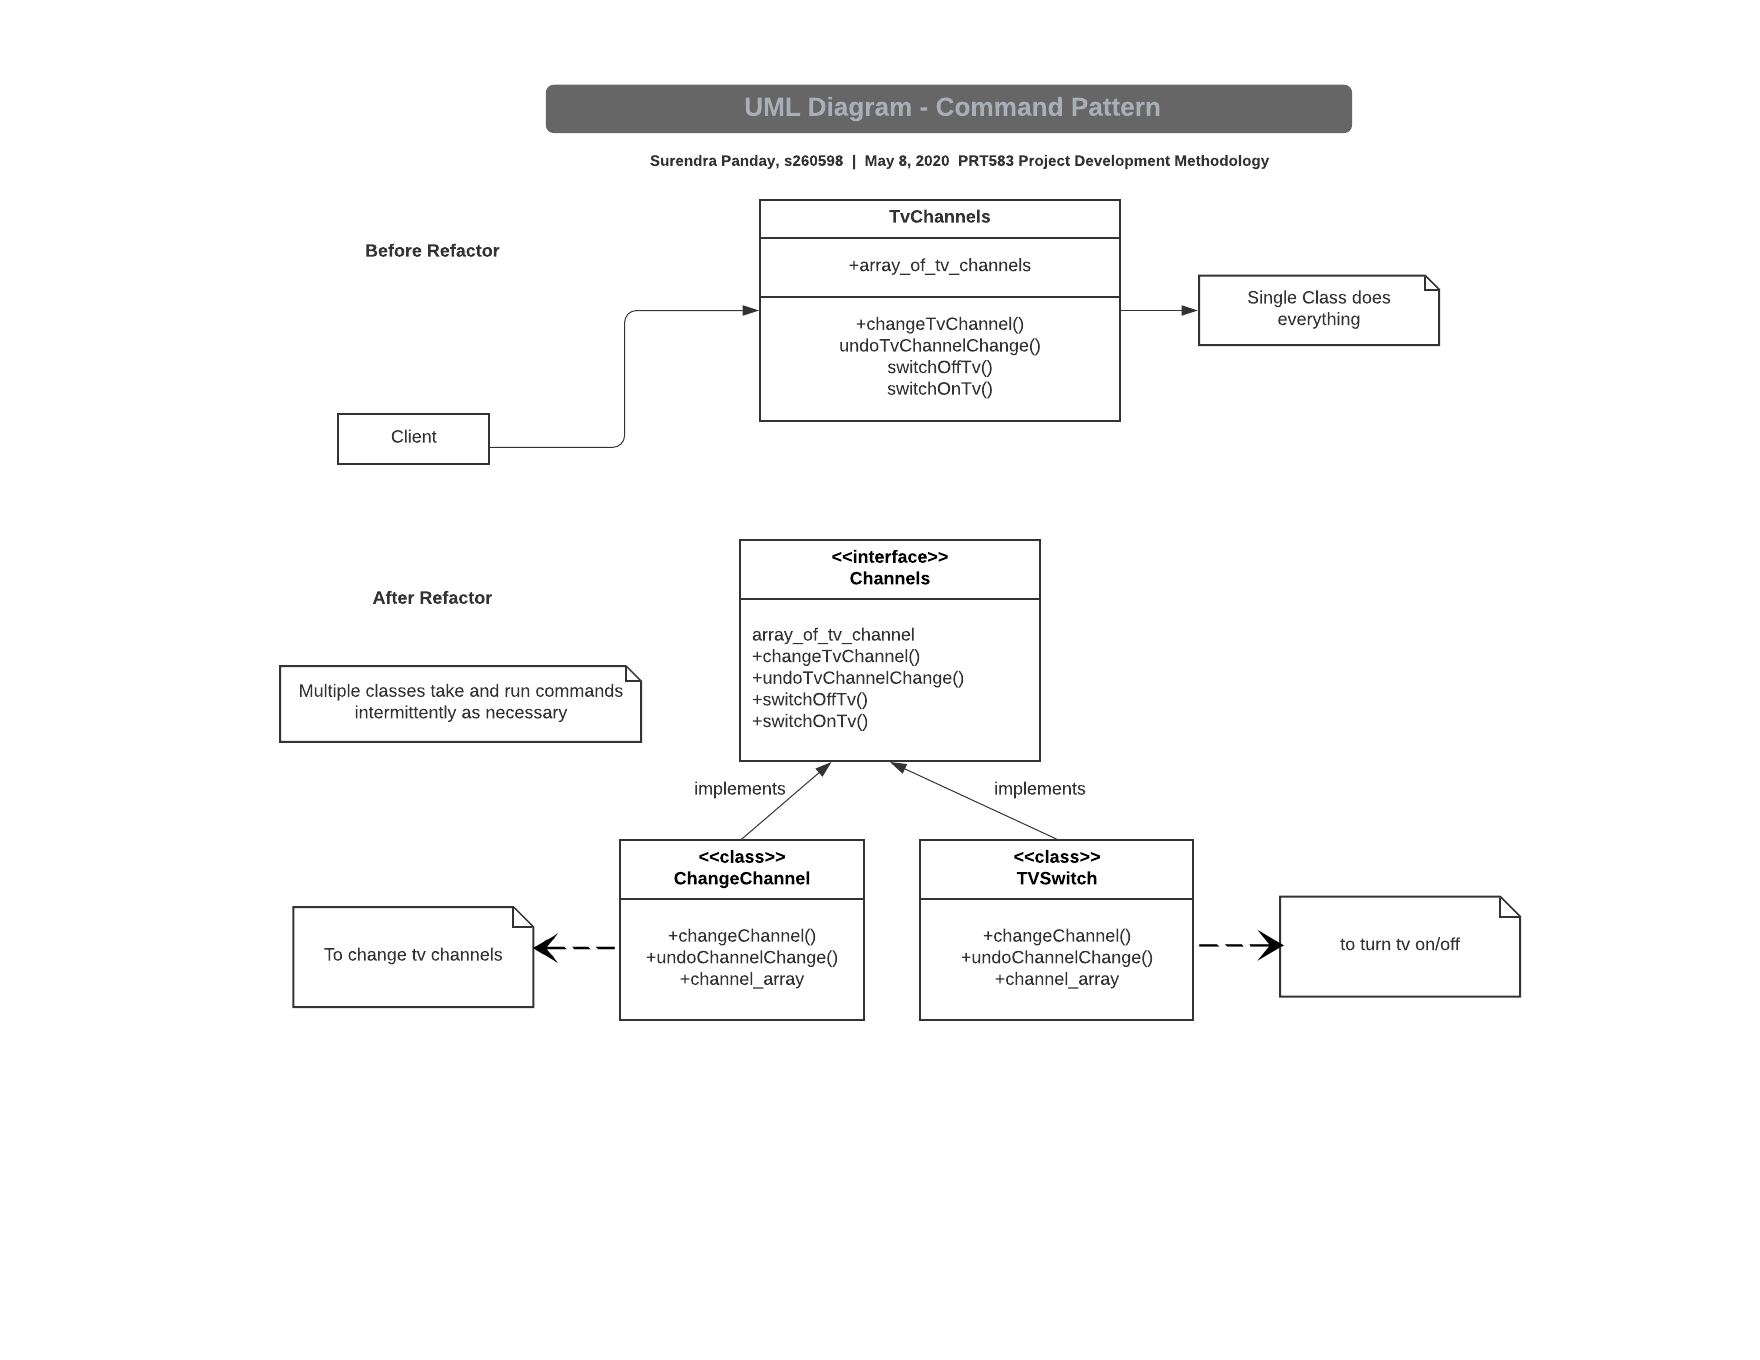 UML Diagram - Command Pattern
Surendra Panday, s260598 | May 8, 2020 PRT583 Project Development Methodology
Before Refactor
TvChannels
+array_of_tv_channels
+changeTvChannel()
undoTvChannelChange()
switchOffTv()
switchOnTv()
Single Class does
everything
Client
After Refactor
<<interface>>
Channels
array_of_tv_channel
+changeTvChannel()
+undoTvChannelChange()
+switchOffTv()
+switchOnTv()
Multiple classes take and run commands
intermittently as necessary
implements
implements
<<class>>
ChangeChannel
+changeChannel()
+undoChannelChange()
+channel_array
<<class>>
TVSwitch
+changeChannel()
+undoChannelChange()
+channel_array
To change tv channels
to turn tv on/off